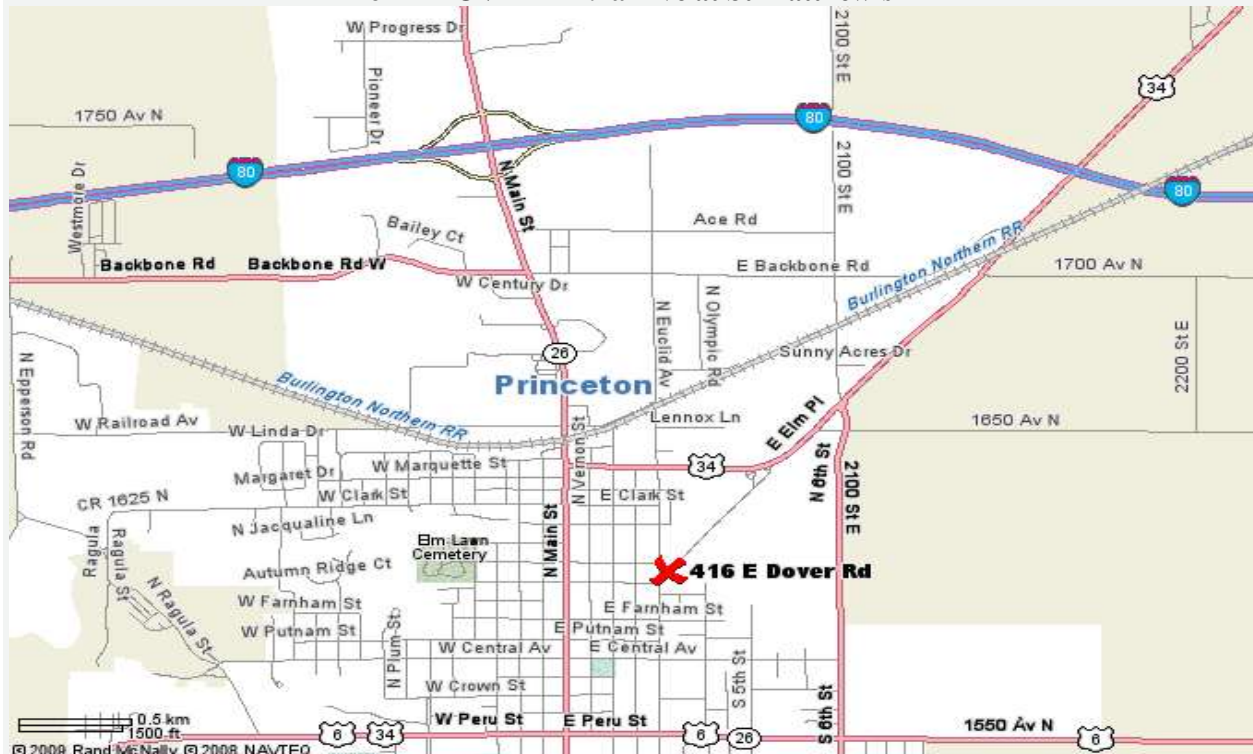 W Progress Dr
2100 St E
34
Pioneer Dr
1750 Av N
80
80
N Main St
2100 St E
80
Westmore Dr
Bailey Ct
Ace Rd
Burlington Northern RR
Backbone Rd
Backbone Rd W
E Backbone Rd
1700 Av N
W Century Dr
N Euclid Av
N Olympic Rd
2200 St E
N Epperson Rd
26
Sunny Acres Dr
Burlington Northern RR
Princeton
W Railroad Av
W Linda Dr
N Vernon St
Lennox Ln
E Elm Pl
1650 Av N
Margaret Dr
W Marquette St
34
N 6th St
2100 St E
CR 1625 N
W Clark St
E Clark St
N Jacqualine Ln
Ragula
Ragula St
Elm Lawn
Cemetery
N Main St
Autumn Ridge Ct
416 E Dover Rd
N Ragula St
W Farnham St
E Farnham St
W Putnam St
N Plum St
E Putnam St
W Central Av
E Central Av
S 5th St
W Crown St
S 6th St
0.5 km
1500 ft
W Peru St
E Peru St
1550 Av N
6
34
6
26
6
© 2009 Rand McNally © 2008 NAVTEQ